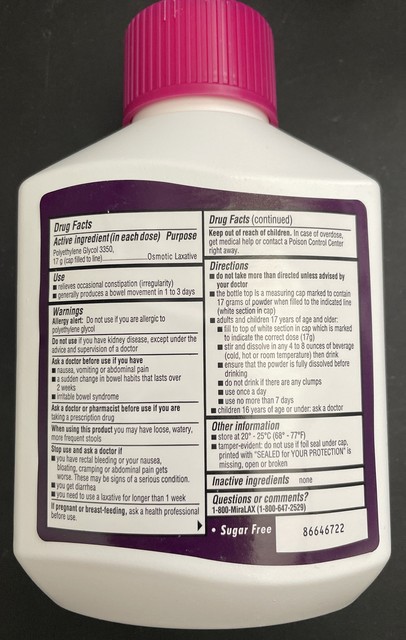 Drug Facts
Active ingredient (in each dose) Purpose
Polyethylene Glycol 3350,
17 g (cap filled to line)......Osmotic Laxative
Use
■ relieves occasional constipation (irregularity)
■ generally produces a bowel movement in 1 to 3 days
Warnings
Allergy alert: Do not use if you are allergic to
polyethylene glycol
Do not use if you have kidney disease, except under the
advice and supervision of a doctor
Ask a doctor before use if you have
■ nausea, vomiting or abdominal pain
■ a sudden change in bowel habits that lasts over
2 weeks
■ irritable bowel syndrome
Ask a doctor or pharmacist before use if you are
taking a prescription drug
When using this product you may have loose, watery,
more frequent stools
Stop use and ask a doctor if
■ you have rectal bleeding or your nausea,
bloating, cramping or abdominal pain gets
worse. These may be signs of a serious condition.
■ you get diarrhea
■ you need to use a laxative for longer than 1 week
If pregnant or breast-feeding, ask a health professional
before use.
Drug Facts (continued)
Keep out of reach of children. In case of overdose,
get medical help or contact a Poison Control Center
right away.
Directions
■ do not take more than directed unless advised by
your doctor
■ the bottle top is a measuring cap marked to contain
17 grams of powder when filled to the indicated line
(white section in cap)
■ adults and children 17 years of age and older:
■ fill to top of white section in cap which is marked
to indicate the correct dose (17g)
■ stir and dissolve in any 4 to 8 ounces of beverage
(cold, hot or room temperature) then drink
■ ensure that the powder is fully dissolved before
drinking
■ do not drink if there are any clumps
■ use once a day
■ use no more than 7 days
■ children 16 years of age or under: ask a doctor
Other information
■ store at 20° - 25°C (68° - 77°F)
■ tamper-evident: do not use if foil seal under cap,
printed with "SEALED for YOUR PROTECTION" is
missing, open or broken
Inactive ingredients none
Questions or comments?
1-800-MiraLAX (1-800-647-2529)
• Sugar Free
86646722